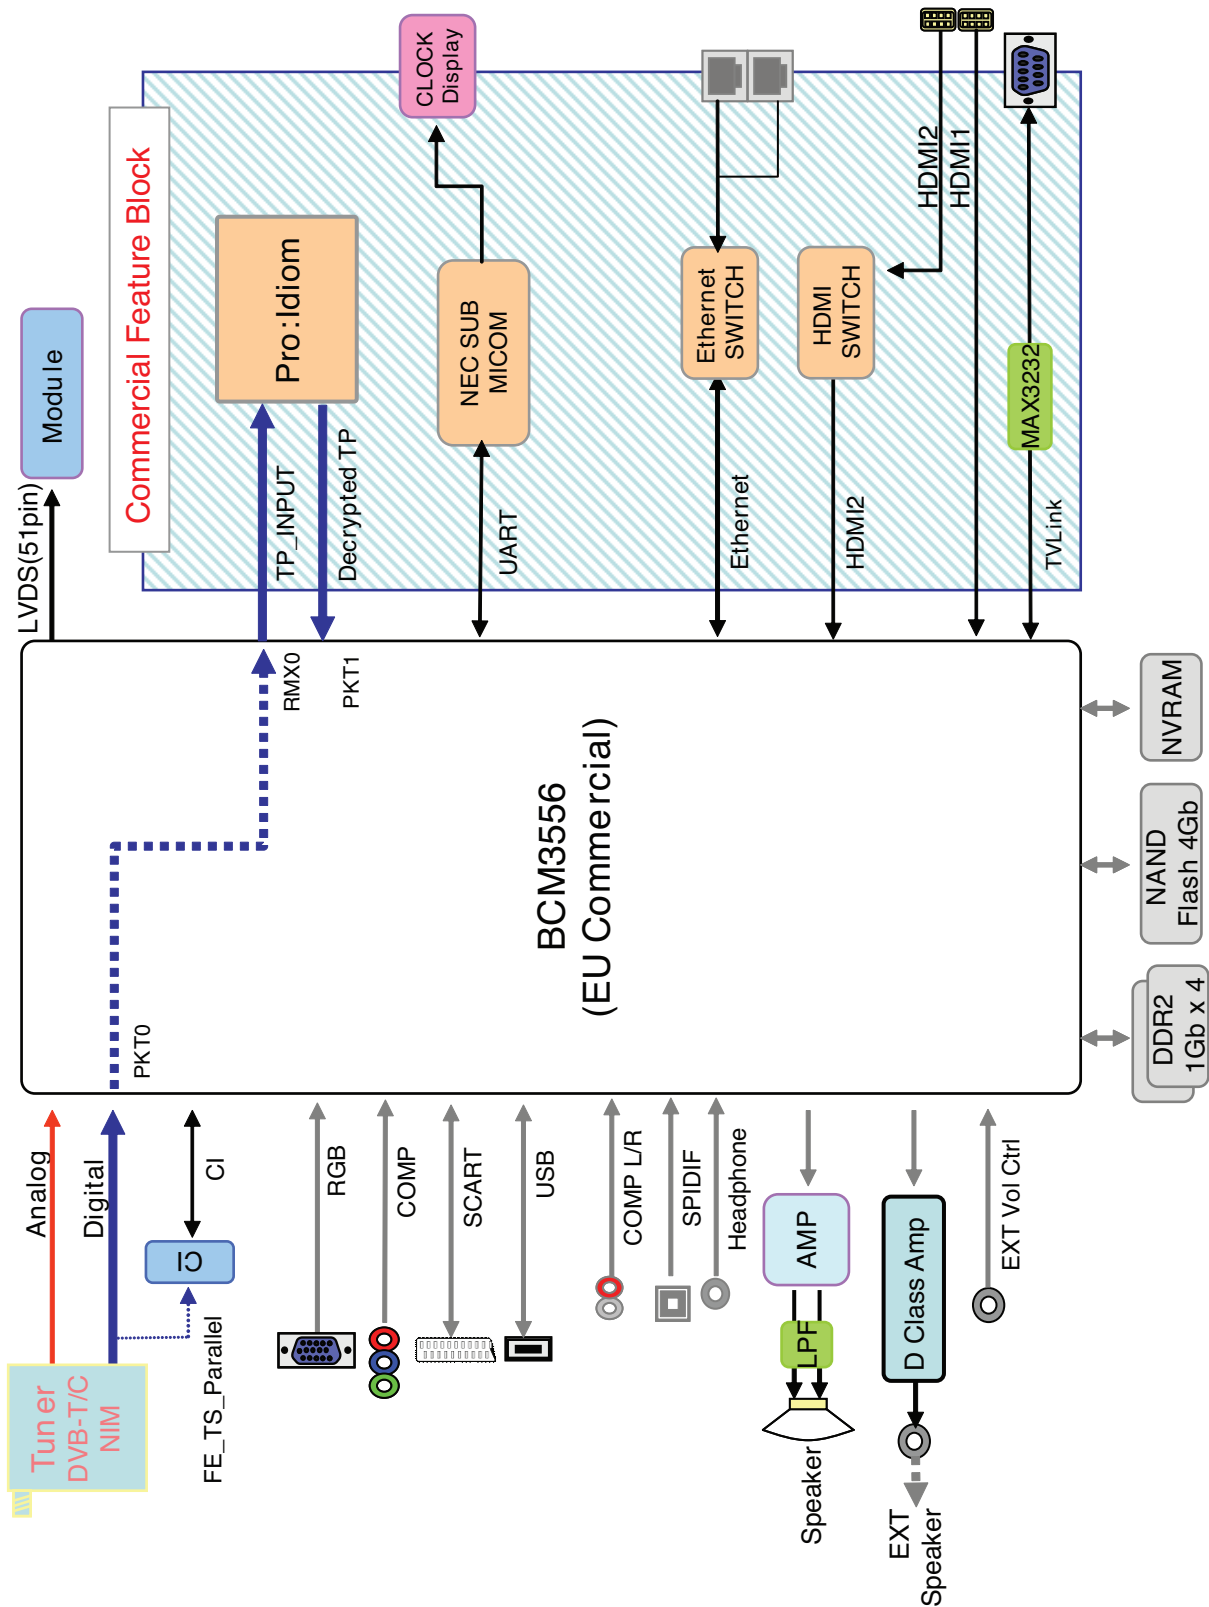 Tuner
DVB-T/C
NIM
Analog
Digital
FE_TS_Parallel
CI
CI
RGB
COMP
SCART
USB
COMP L/R
SPIDIF
Headphone
AMP
LPF
Speaker
D Class Amp
EXT
Speaker
EXT Vol Ctrl
PKT0
RMX0
PKT1
BCM3556
(EU Commercial)
DDR2
1Gb x 4
NAND
Flash 4Gb
NVRAM
LVDS(51pin)
Module
Commercial Feature Block
TP_INPUT
Decrypted TP
Pro:Idiom
UART
NEC SUB
MICOM
CLOCK
Display
Ethernet
Ethernet
SWITCH
HDMI2
HDMI
SWITCH
HDMI2
HDMI1
TVLink
MAX3232